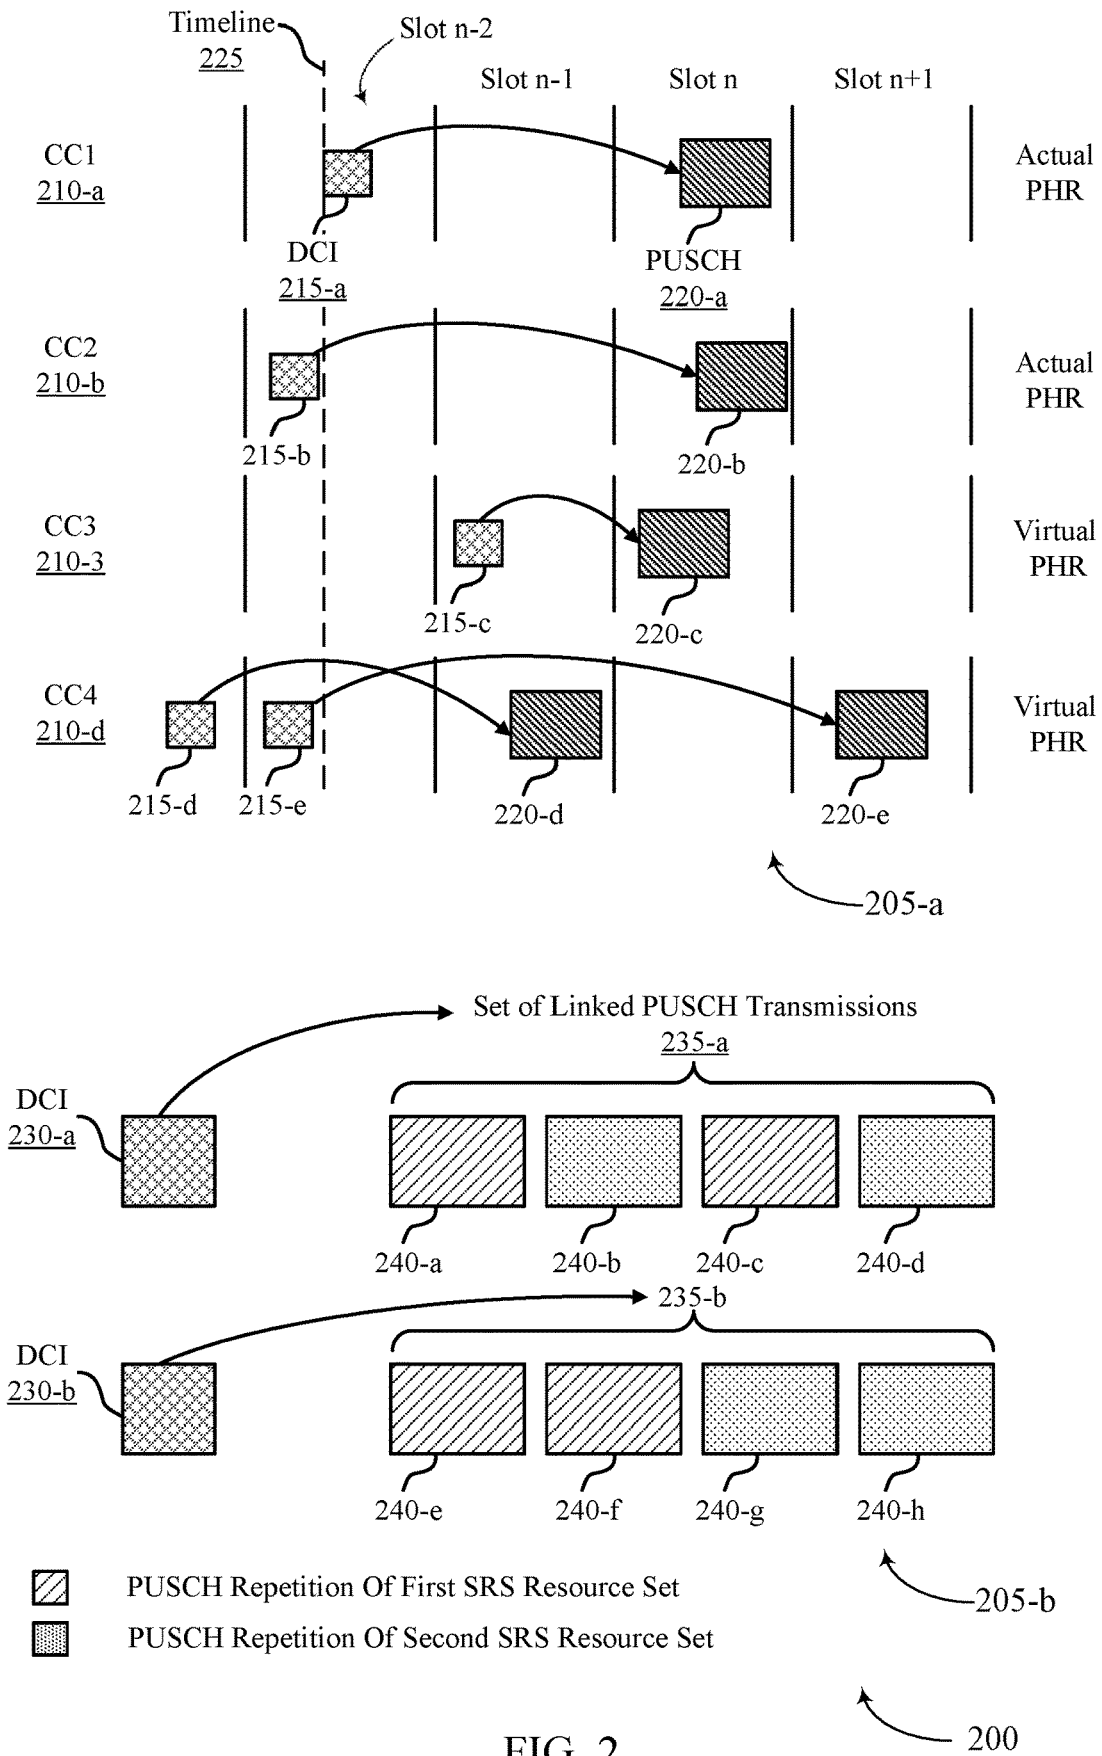 Timeline
225
Slot n-2
Slot n-1 Slot n Slot n+1
CC1
210-a
Actual
PHR
DCI
215-a
PUSCH
220-a
CC2
210-b
Actual
PHR
215-b
220-b
CC3
210-3
Virtual
PHR
215-c
220-c
CC4
210-d
Virtual
PHR
215-d
215-e
220-d
220-e
205-a
Set of Linked PUSCH Transmissions
235-a
DCI
230-a
240-a 240-b 240-c 240-d
235-b
DCI
230-b
240-e 240-f 240-g 240-h
PUSCH Repetition Of First SRS Resource Set
205-b
PUSCH Repetition Of Second SRS Resource Set
200
FIG. 2